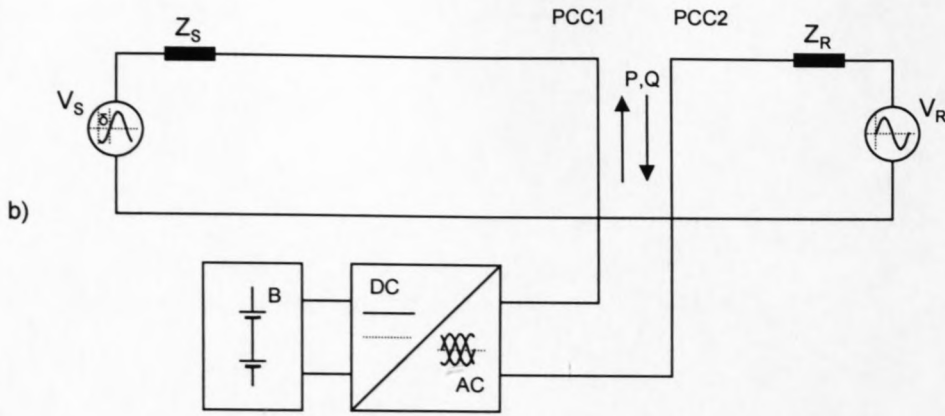 PCC1 PCC2
Z_S
Z_R
P,Q
V_S
δ
V_R
b)
B
DC
AC